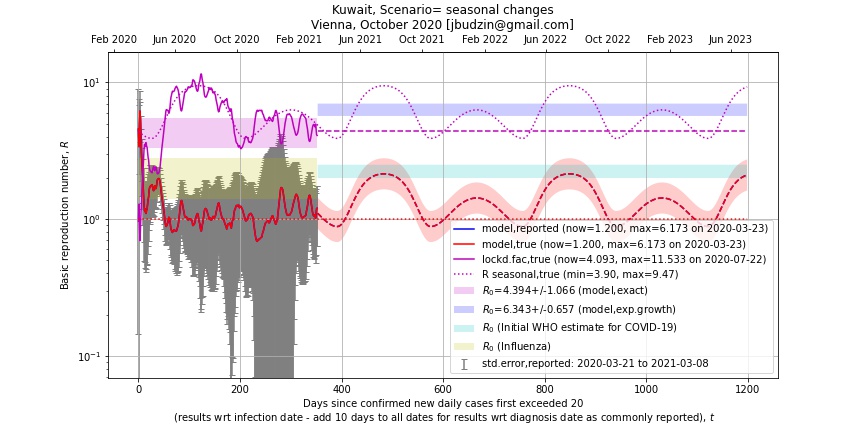 Kuwait, Scenario= seasonal changes
Vienna, October 2020 [jbudzin@gmail.com]
Feb 2020 Jun 2020 Oct 2020 Feb 2021 Jun 2021 Oct 2021 Feb 2022 Jun 2022 Oct 2022 Feb 2023 Jun 2023
Basic reproduction number, R
10¹
10⁰
10⁻¹
model,reported (now=1.200, max=6.173 on 2020-03-23)
model,true (now=1.200, max=6.173 on 2020-03-23)
lockd.fac,true (now=4.093, max=11.533 on 2020-07-22)
R seasonal,true (min=3.90, max=9.47)
R₀=4.394+/-1.066 (model,exact)
R₀=6.343+/-0.657 (model,exp.growth)
R₀ (Initial WHO estimate for COVID-19)
R₀ (Influenza)
std.error,reported: 2020-03-21 to 2021-03-08
0 200 400 600 800 1000 1200
Days since confirmed new daily cases first exceeded 20
(results wrt infection date - add 10 days to all dates for results wrt diagnosis date as commonly reported), t